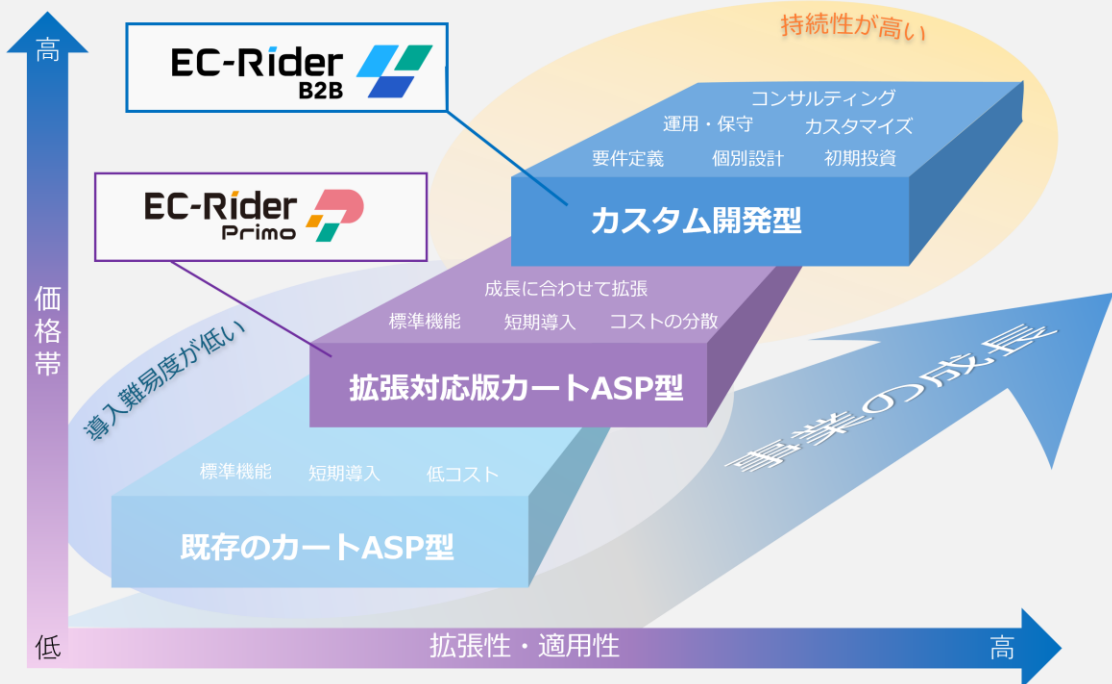 高
EC-Rider
B2B
持続性が高い
コンサルティング
運用・保守 カスタマイズ
要件定義 個別設計 初期投資
カスタム開発型
EC-Rider
Primo
成長に合わせて拡張
標準機能 短期導入 コストの分散
拡張対応版カートASP型
価格帯
導入難易度が低い
事業の成長
標準機能 短期導入 低コスト
既存のカートASP型
低
拡張性・適用性
高